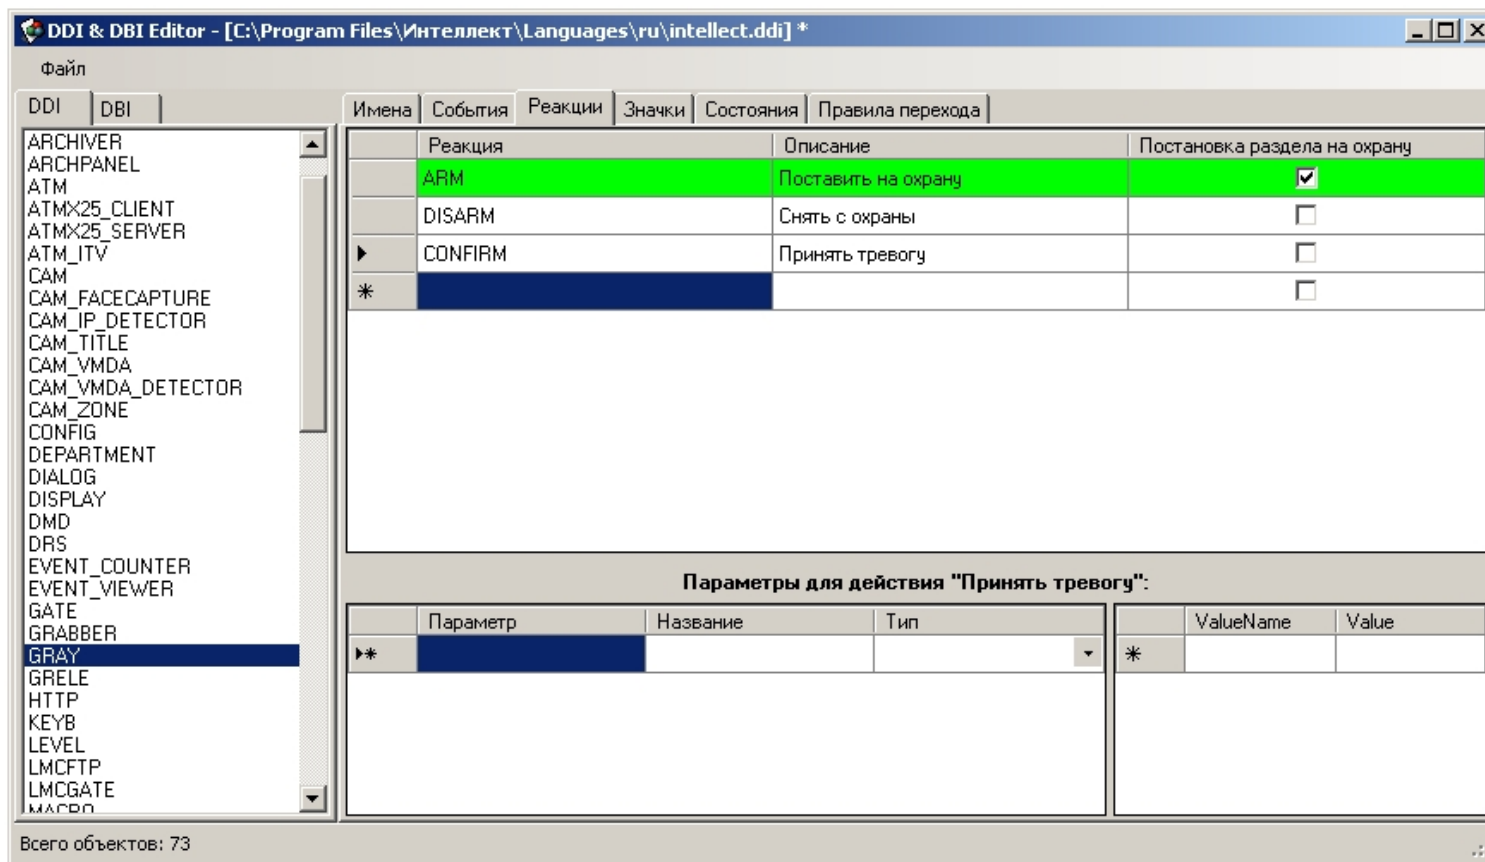 DDI & DBI Editor - [C:\Program Files\Интеллект\Languages\ru\intellect.ddi] *
Файл
DDI DBI
ARCHIVER
ARCHPANEL
ATM
ATMX25_CLIENT
ATMX25_SERVER
ATM_ITV
CAM
CAM_FACECAPTURE
CAM_IP_DETECTOR
CAM_TITLE
CAM_VMDA
CAM_VMDA_DETECTOR
CAM_ZONE
CONFIG
DEPARTMENT
DIALOG
DISPLAY
DMD
DRS
EVENT_COUNTER
EVENT_VIEWER
GATE
GRABBER
GRAY
GRELE
HTTP
KEYB
LEVEL
LMCFTP
LMCGATE
MACRO
Имена События Реакции Значки Состояния Правила перехода
Реакция Описание Постановка раздела на охрану
ARM Поставить на охрану
DISARM Снять с охраны
CONFIRM Принять тревогу
Параметры для действия "Принять тревогу":
Параметр Название Тип ValueName Value
Всего объектов: 73